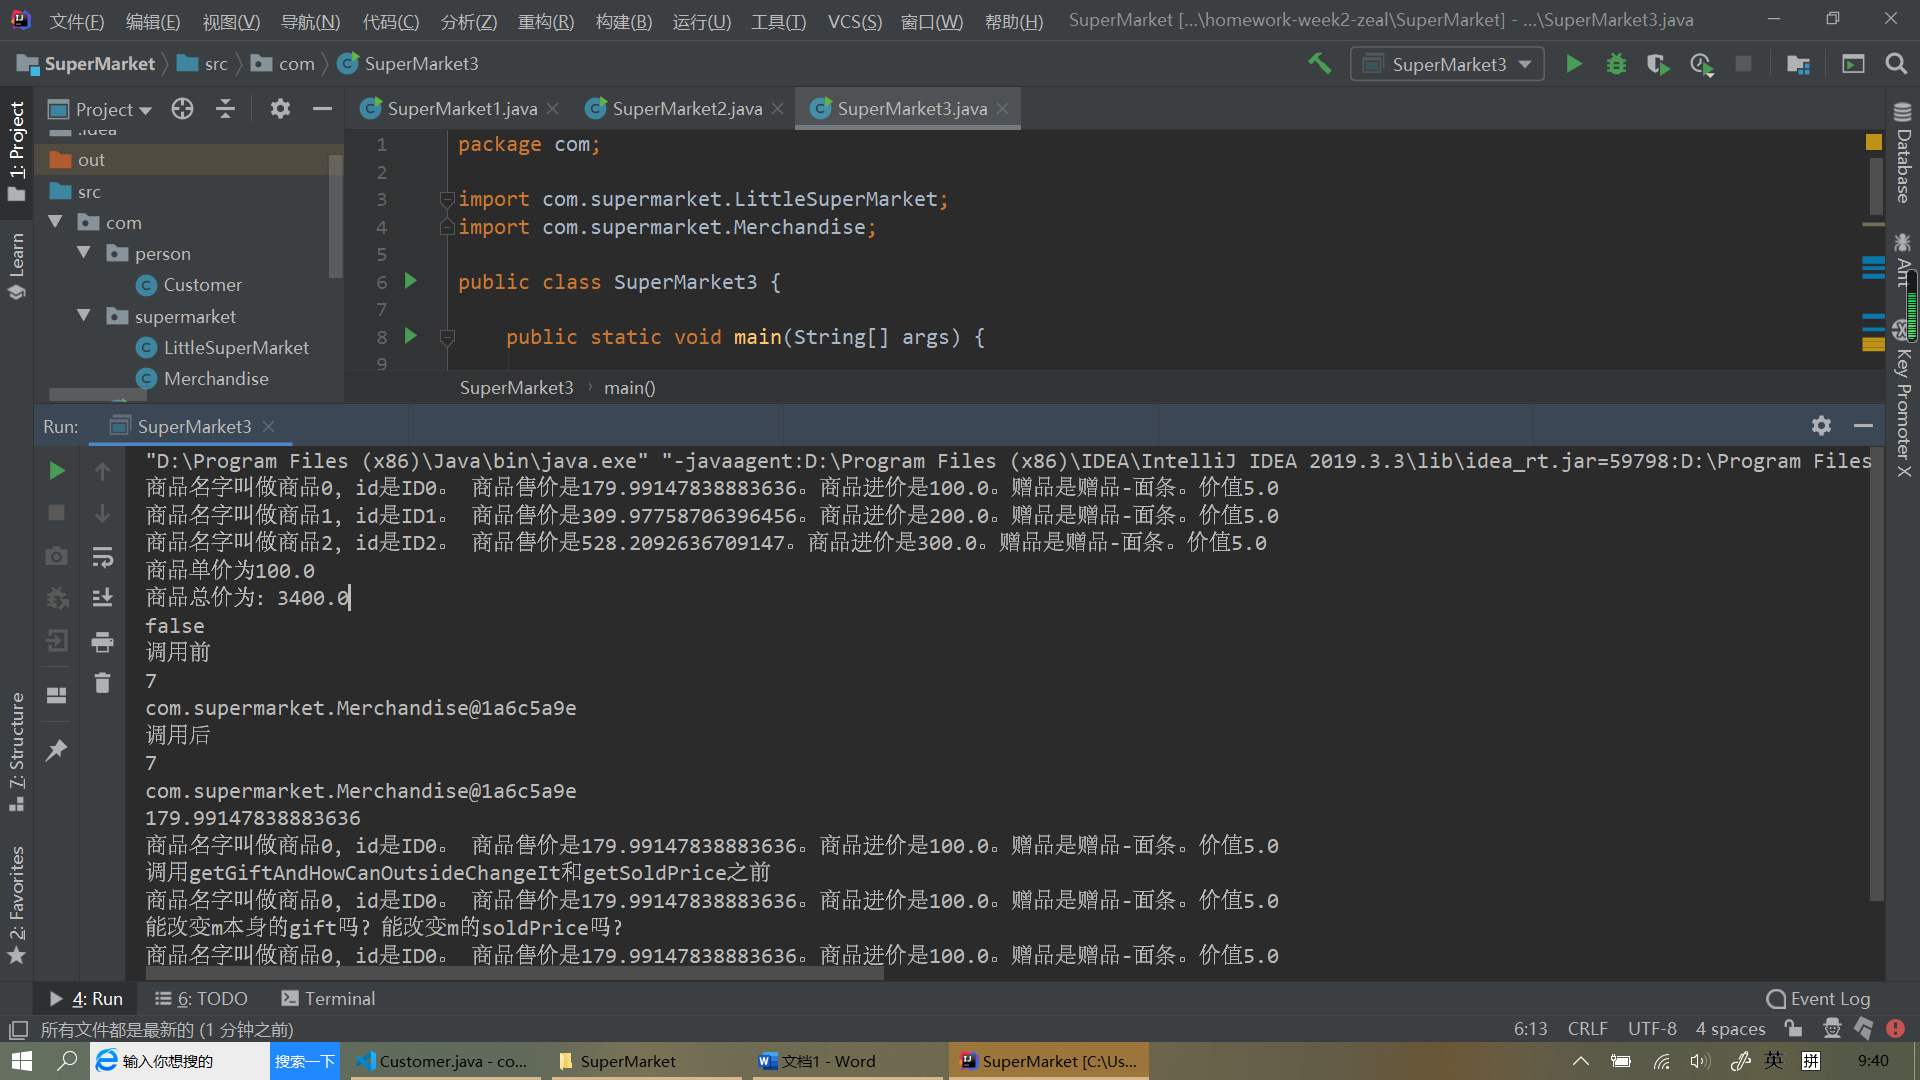 文件(F) 编辑(E) 视图(V) 导航(N) 代码(C) 分析(Z) 重构(R) 构建(B) 运行(U) 工具(T) VCS(S) 窗口(W) 帮助(H) SuperMarket [...\homework-week2-zeal\SuperMarket] - ...\SuperMarket3.java
SuperMarket src com SuperMarket3 SuperMarket3
1: Project
Learn
7: Structure
2: Favorites
Project
.idea
out
src
com
person
Customer
supermarket
LittleSuperMarket
Merchandise
SuperMarket1.java SuperMarket2.java SuperMarket3.java
1 package com;
2
3 import com.supermarket.LittleSuperMarket;
4 import com.supermarket.Merchandise;
5
6 public class SuperMarket3 {
7
8 public static void main(String[] args) {
9
SuperMarket3 › main()
Database
Ant
Key Promoter X
Run: SuperMarket3
"D:\Program Files (x86)\Java\bin\java.exe" "-javaagent:D:\Program Files (x86)\IDEA\IntelliJ IDEA 2019.3.3\lib\idea_rt.jar=59798:D:\Program Files
商品名字叫做商品0, id是ID0。 商品售价是179.99147838883636。商品进价是100.0。赠品是赠品-面条。价值5.0
商品名字叫做商品1, id是ID1。 商品售价是309.97758706396456。商品进价是200.0。赠品是赠品-面条。价值5.0
商品名字叫做商品2, id是ID2。 商品售价是528.2092636709147。商品进价是300.0。赠品是赠品-面条。价值5.0
商品单价为100.0
商品总价为: 3400.0
false
调用前
7
com.supermarket.Merchandise@1a6c5a9e
调用后
7
com.supermarket.Merchandise@1a6c5a9e
179.99147838883636
商品名字叫做商品0, id是ID0。 商品售价是179.99147838883636。商品进价是100.0。赠品是赠品-面条。价值5.0
调用getGiftAndHowCanOutsideChangeIt和getSoldPrice之前
商品名字叫做商品0, id是ID0。 商品售价是179.99147838883636。商品进价是100.0。赠品是赠品-面条。价值5.0
能改变m本身的gift吗? 能改变m的soldPrice吗?
商品名字叫做商品0, id是ID0。 商品售价是179.99147838883636。商品进价是100.0。赠品是赠品-面条。价值5.0
4: Run 6: TODO Terminal Event Log
所有文件都是最新的 (1 分钟之前) 6:13 CRLF UTF-8 4 spaces
输入你想搜的 搜索一下 Customer.java - co... SuperMarket 文档1 - Word SuperMarket [C:\Us... 英 拼 9:40